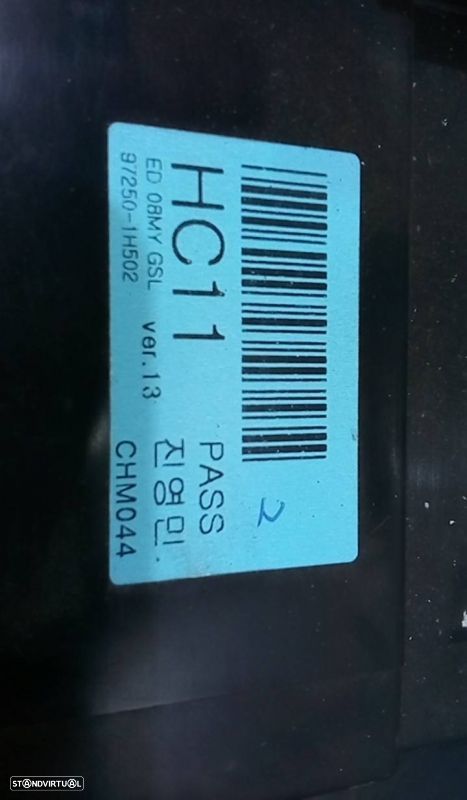 HC11 PASS
ED 08MY GSL ver.13 진영민
97250-1H502 CHM044
2
STANDVIRTUAL